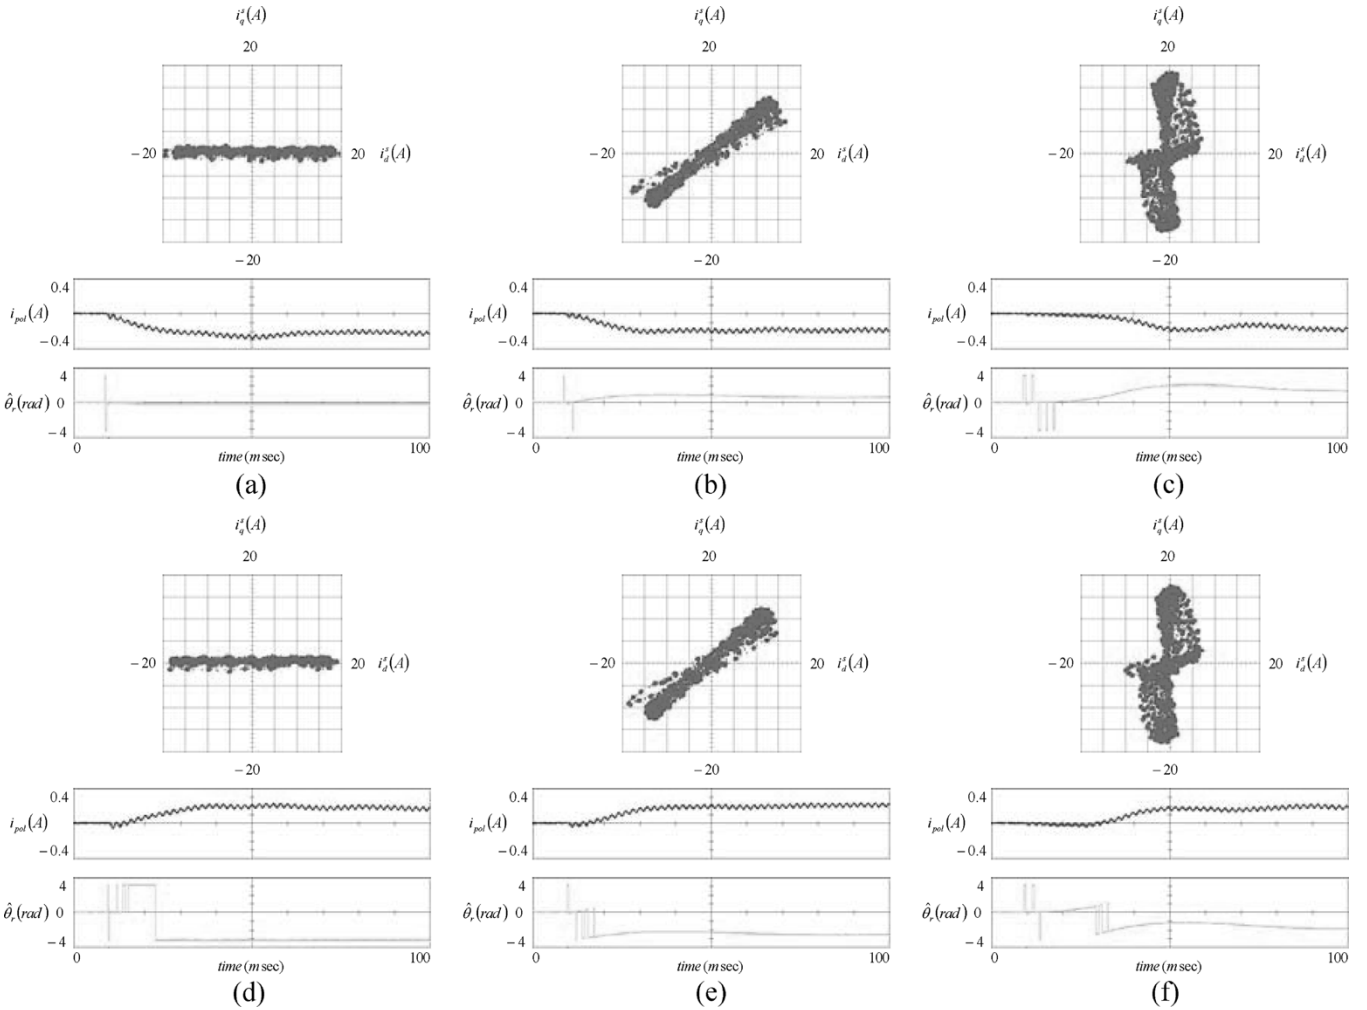 i_q^s(A) i_q^s(A) i_q^s(A)
20 20 20
−20 20 i_d^s(A) −20 20 i_d^s(A) −20 20 i_d^s(A)
−20 −20 −20
0.4 0.4 0.4
i_pol(A) i_pol(A) i_pol(A)
−0.4 −0.4 −0.4
4 4 4
θ̂_r(rad) 0 θ̂_r(rad) 0 θ̂_r(rad) 0
−4 −4 −4
0 100 0 100 0 100
time(msec) time(msec) time(msec)
(a) (b) (c)
i_q^s(A) i_q^s(A) i_q^s(A)
20 20 20
−20 20 i_d^s(A) −20 20 i_d^s(A) −20 20 i_d^s(A)
−20 −20 −20
0.4 0.4 0.4
i_pol(A) i_pol(A) i_pol(A)
−0.4 −0.4 −0.4
4 4 4
θ̂_r(rad) 0 θ̂_r(rad) 0 θ̂_r(rad) 0
−4 −4 −4
0 100 0 100 0 100
time(msec) time(msec) time(msec)
(d) (e) (f)